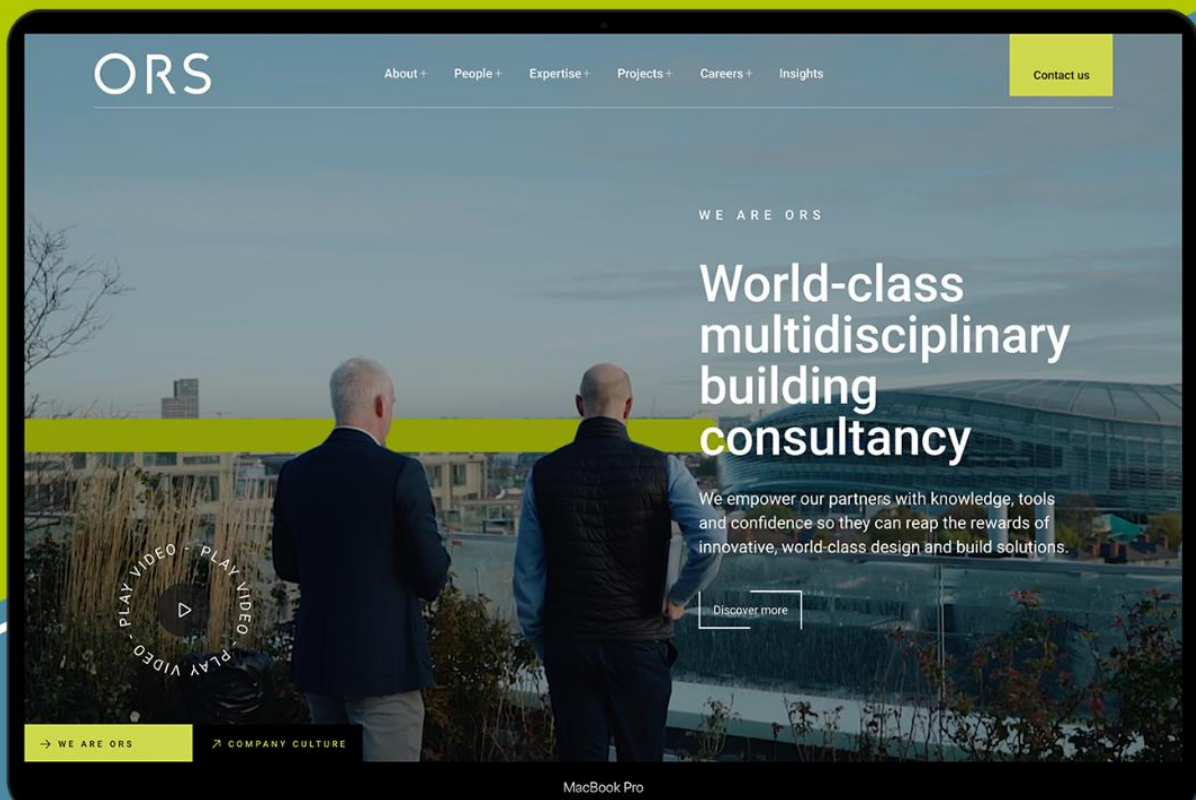 ORS
About + People + Expertise + Projects + Careers + Insights
Contact us
WE ARE ORS
World-class
multidisciplinary
building
consultancy
We empower our partners with knowledge, tools
and confidence so they can reap the rewards of
innovative, world-class design and build solutions.
Discover more
PLAY VIDEO - PLAY VIDEO - PLAY VIDEO -
→ WE ARE ORS
↗ COMPANY CULTURE
MacBook Pro